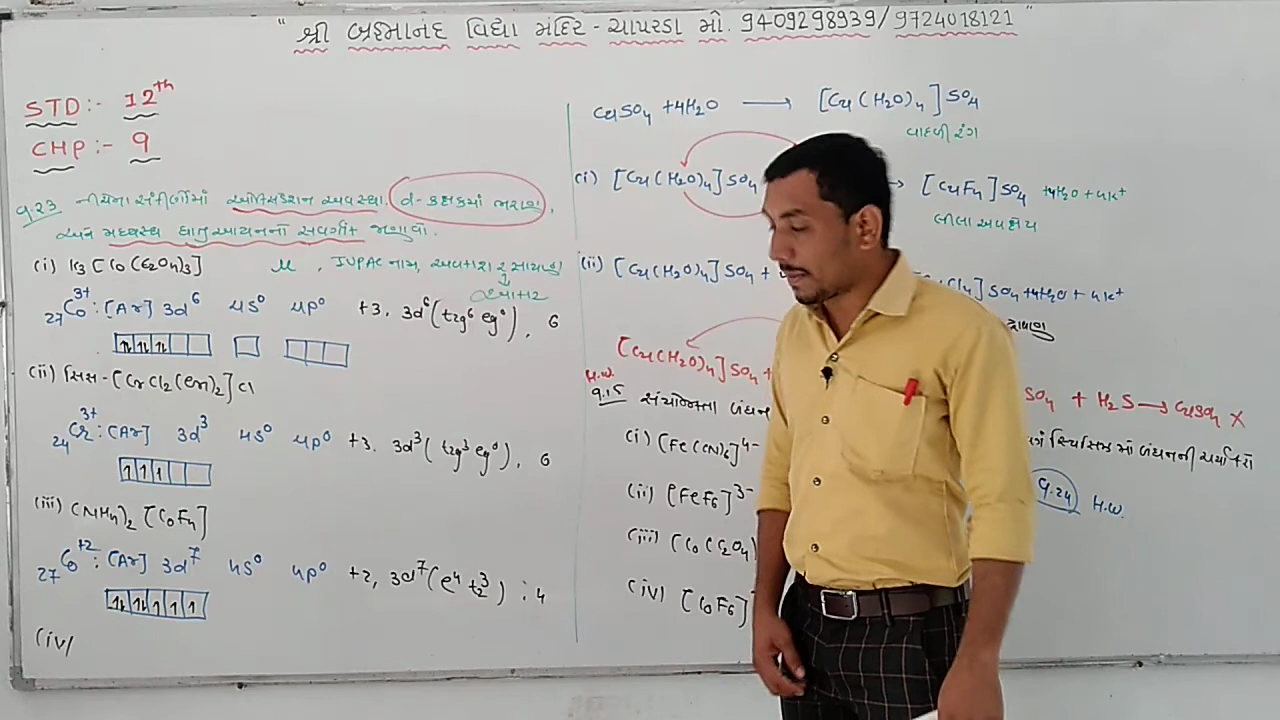 " શ્રી બ્રહ્માનંદ વિદ્યા મંદિર - ચાપરડા મો. 9409298939/9724018121 "
STD :- 12th
CHP :- 9
9.23 નીચેના સંકીર્ણોમાં ઓક્સિડેશન અવસ્થા, d-કક્ષકમાં ભરણ,
અને મધ્યસ્થ ધાતુઆયનના સવર્ગાંક જણાવો.
(i) K3[Co(C2O4)3] μ, IUPAC નામ, અવકાશ રસાયણ
27Co3+ : [Ar] 3d6 4s0 4p0 +3, 3d6(t2g6 eg0), 6
(ii) સિસ-[CrCl2(en)2]Cl
24Cr3+ : [Ar] 3d3 4s0 4p0 +3, 3d3(t2g3 eg0), 6
(iii) (NH4)2[CoF4]
27Co+2 : [Ar] 3d7 4s0 4p0 +2, 3d7(e4 t23) ; 4
(iv)
CuSO4 + 4H2O → [Cu(H2O)4]SO4
વાદળી રંગ
(i) [Cu(H2O)4]SO4 → [CuF4]SO4 + 4H2O + 4K+
લીલા અવક્ષેપ
(ii) [Cu(H2O)4]SO4 + Cl4]SO4 + 4H2O + 4K+
[Cu(H2O)4]SO4 + SO4 + H2S → CuSO4 X
H.W.
9.15 સંયોજકતા બંધન
(i) [Fe(CN)6]4-
(ii) [FeF6]3-
(iii) [Co(C2O4)
(iv) [CoF6]
9.24 H.W.